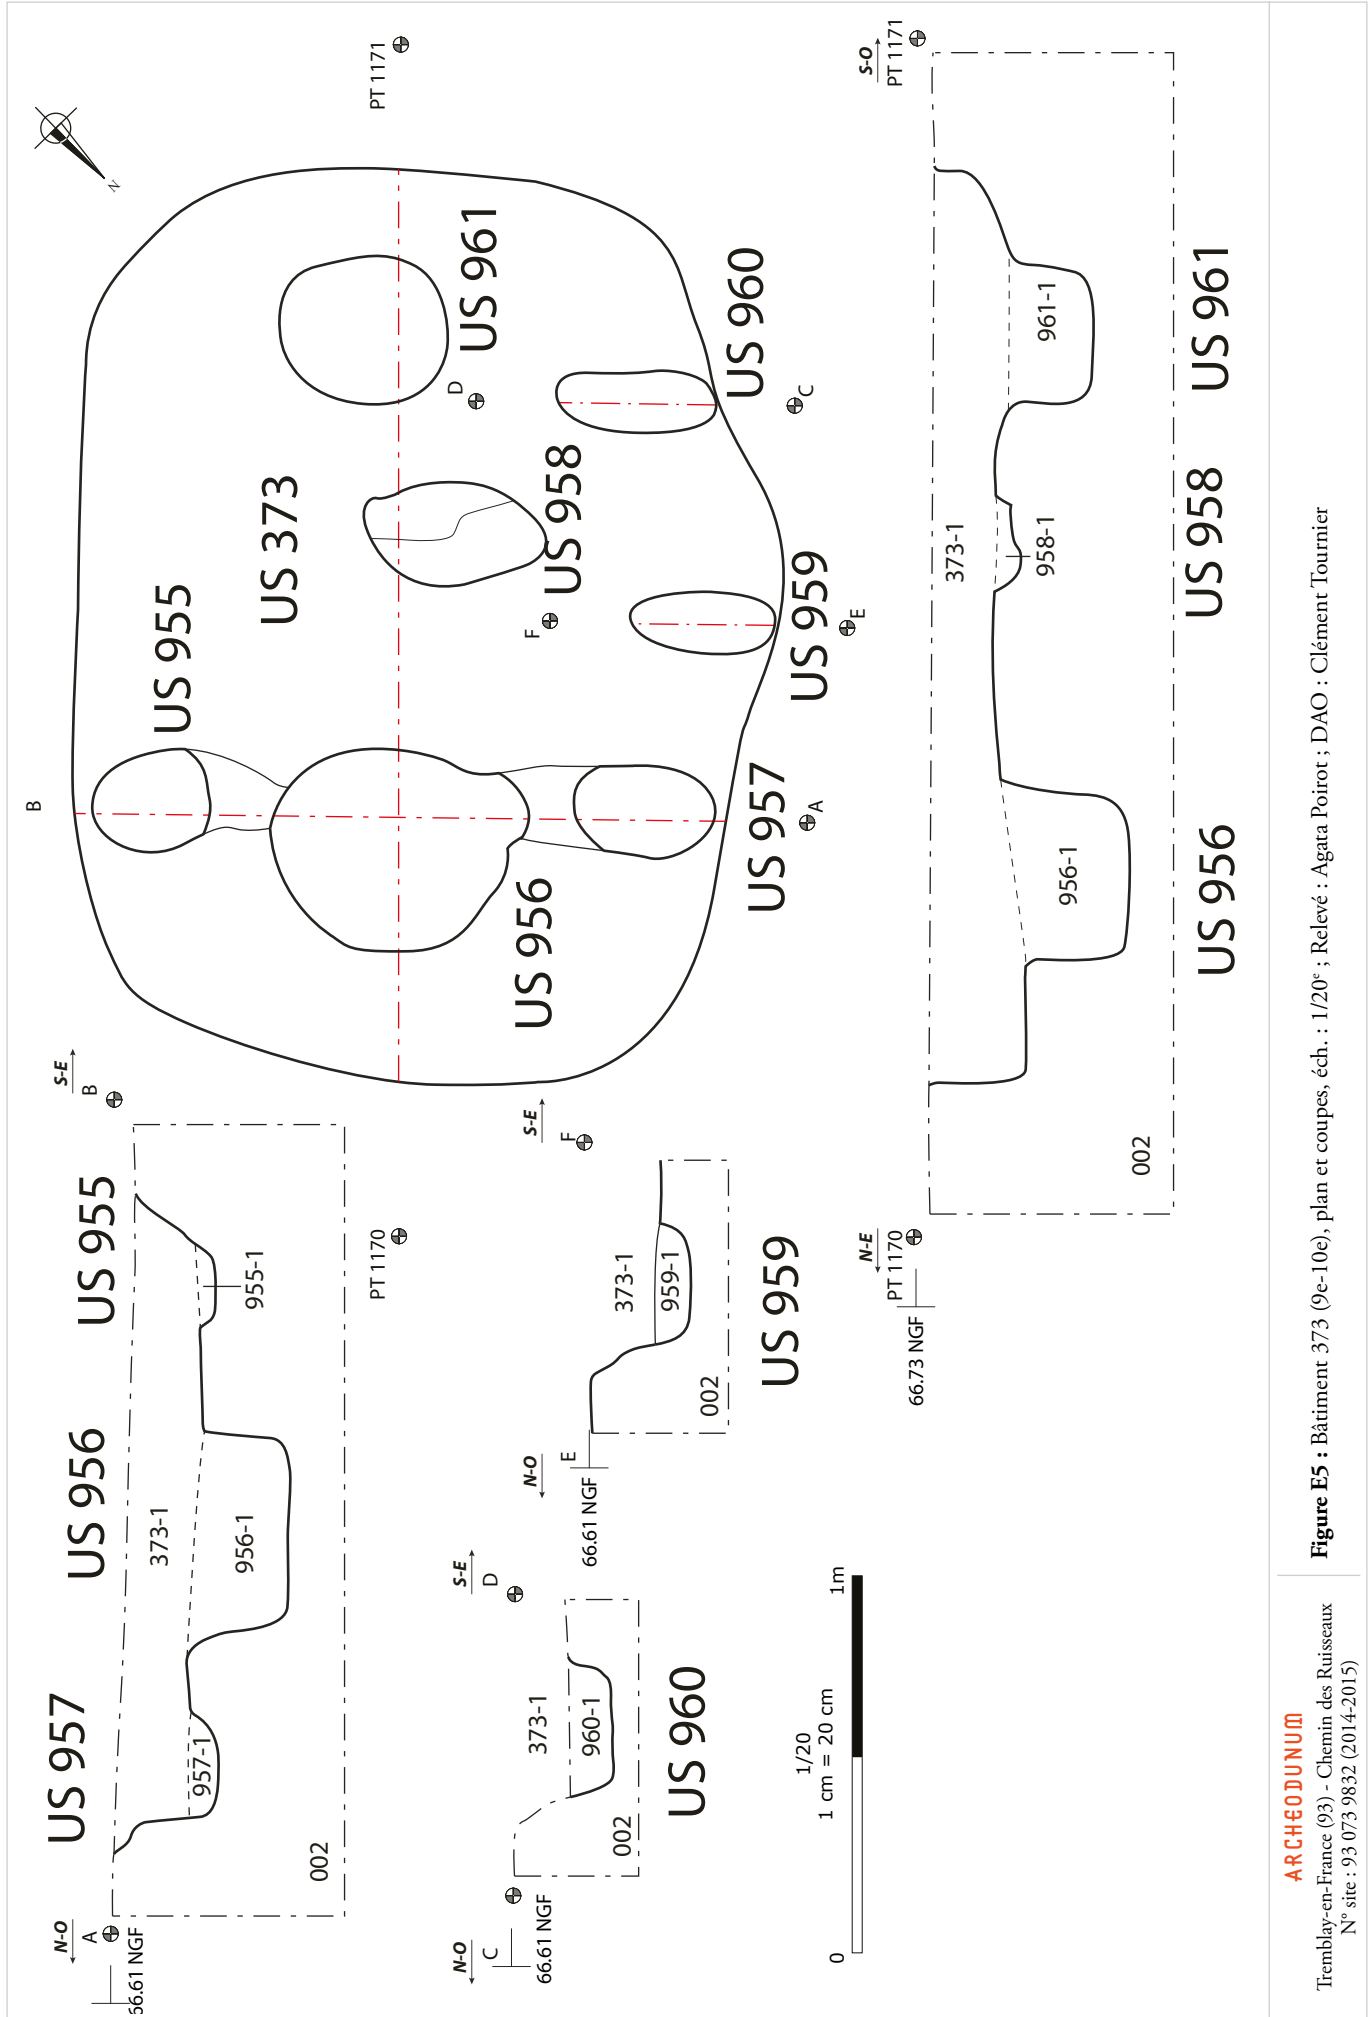 N-O
A
66.61 NGF
US 957
957-1
373-1
002
US 956
956-1
US 955
955-1
S-E
B
N-O
C
66.61 NGF
373-1
960-1
002
US 960
S-E
D
N-O
E
66.61 NGF
373-1
959-1
002
US 959
S-E
F
PT 1170
B
US 955
US 373
US 956
US 957
A
F
US 958
US 959
E
D
US 961
US 960
C
PT 1171
N
N-E
PT 1170
66.73 NGF
002
956-1
US 956
373-1
958-1
US 958
961-1
US 961
S-O
PT 1171
1/20
1 cm = 20 cm
0
1m
ARCHEODUNUM
Tremblay-en-France (93) - Chemin des Ruisseaux
N° site : 93 073 9832 (2014-2015)
Figure E5 : Bâtiment 373 (9e-10e), plan et coupes, éch. : 1/20e ; Relevé : Agata Poirot ; DAO : Clément Tournier